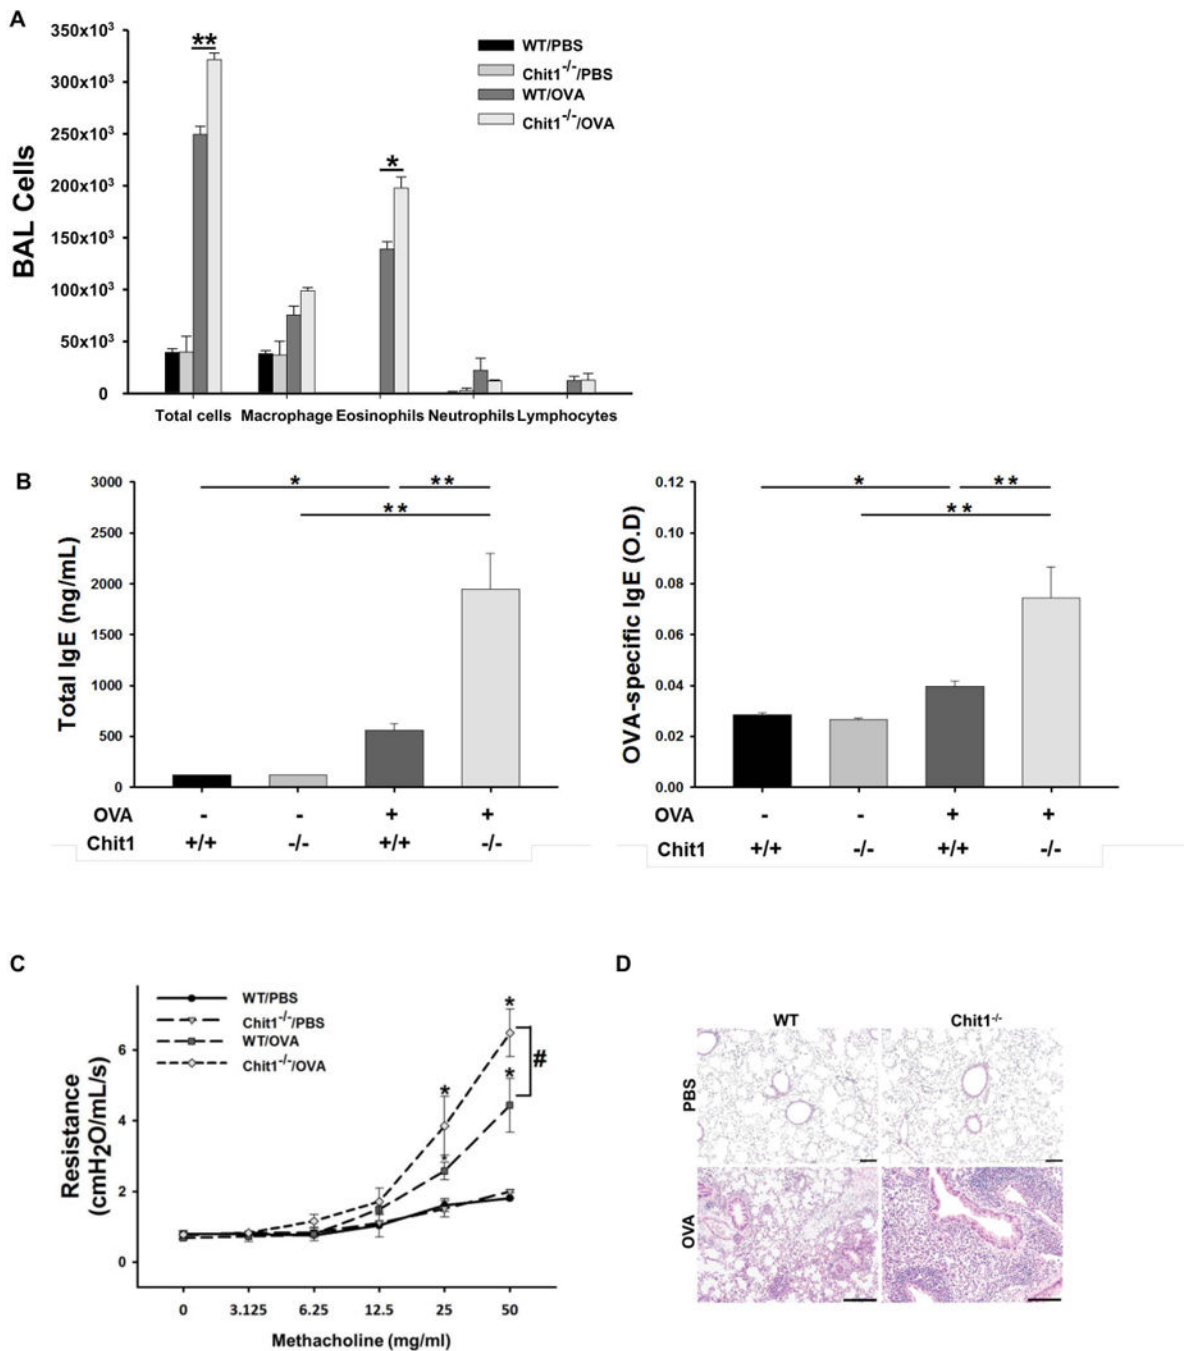 A
350x10³
300x10³
250x10³
200x10³
150x10³
100x10³
50x10³
0
BAL Cells
**
*
WT/PBS
Chit1-/-/PBS
WT/OVA
Chit1-/-/OVA
Total cells Macrophage Eosinophils Neutrophils Lymphocytes
B
3000
2500
2000
1500
1000
500
0
Total IgE (ng/mL)
* **
**
OVA - - + +
Chit1 +/+ -/- +/+ -/-
0.12
0.10
0.08
0.06
0.04
0.02
0.00
OVA-specific IgE (O.D)
* **
**
OVA - - + +
Chit1 +/+ -/- +/+ -/-
C
WT/PBS
Chit1-/-/PBS
WT/OVA
Chit1-/-/OVA
6
4
2
0
Resistance
(cmH₂O/mL/s)
*
#
*
*
*
0 3.125 6.25 12.5 25 50
Methacholine (mg/ml)
D
WT Chit1-/-
PBS
OVA